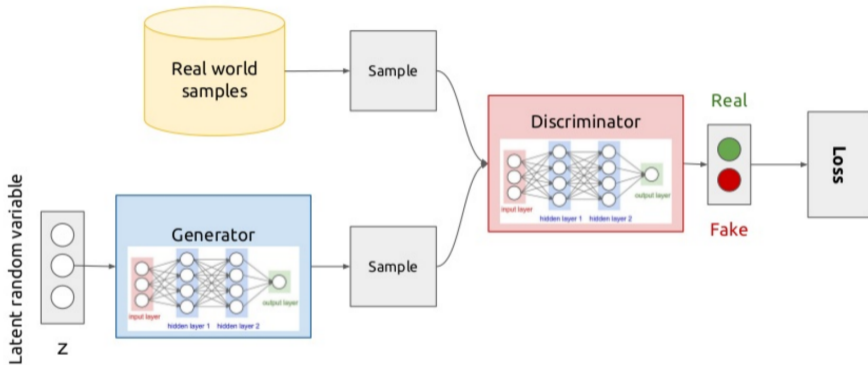 Real world
samples
Sample
Discriminator
input layer
hidden layer 1
hidden layer 2
output layer
Real
Fake
Loss
Latent random variable
z
Generator
input layer
hidden layer 1
hidden layer 2
output layer
Sample